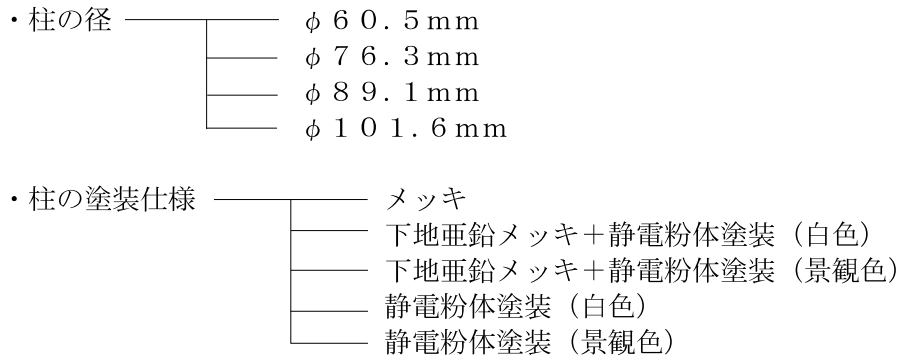 ・柱の径 φ６０．５ｍｍ
φ７６．３ｍｍ
φ８９．１ｍｍ
φ１０１．６ｍｍ
・柱の塗装仕様 メッキ
下地亜鉛メッキ＋静電粉体塗装（白色）
下地亜鉛メッキ＋静電粉体塗装（景観色）
静電粉体塗装（白色）
静電粉体塗装（景観色）